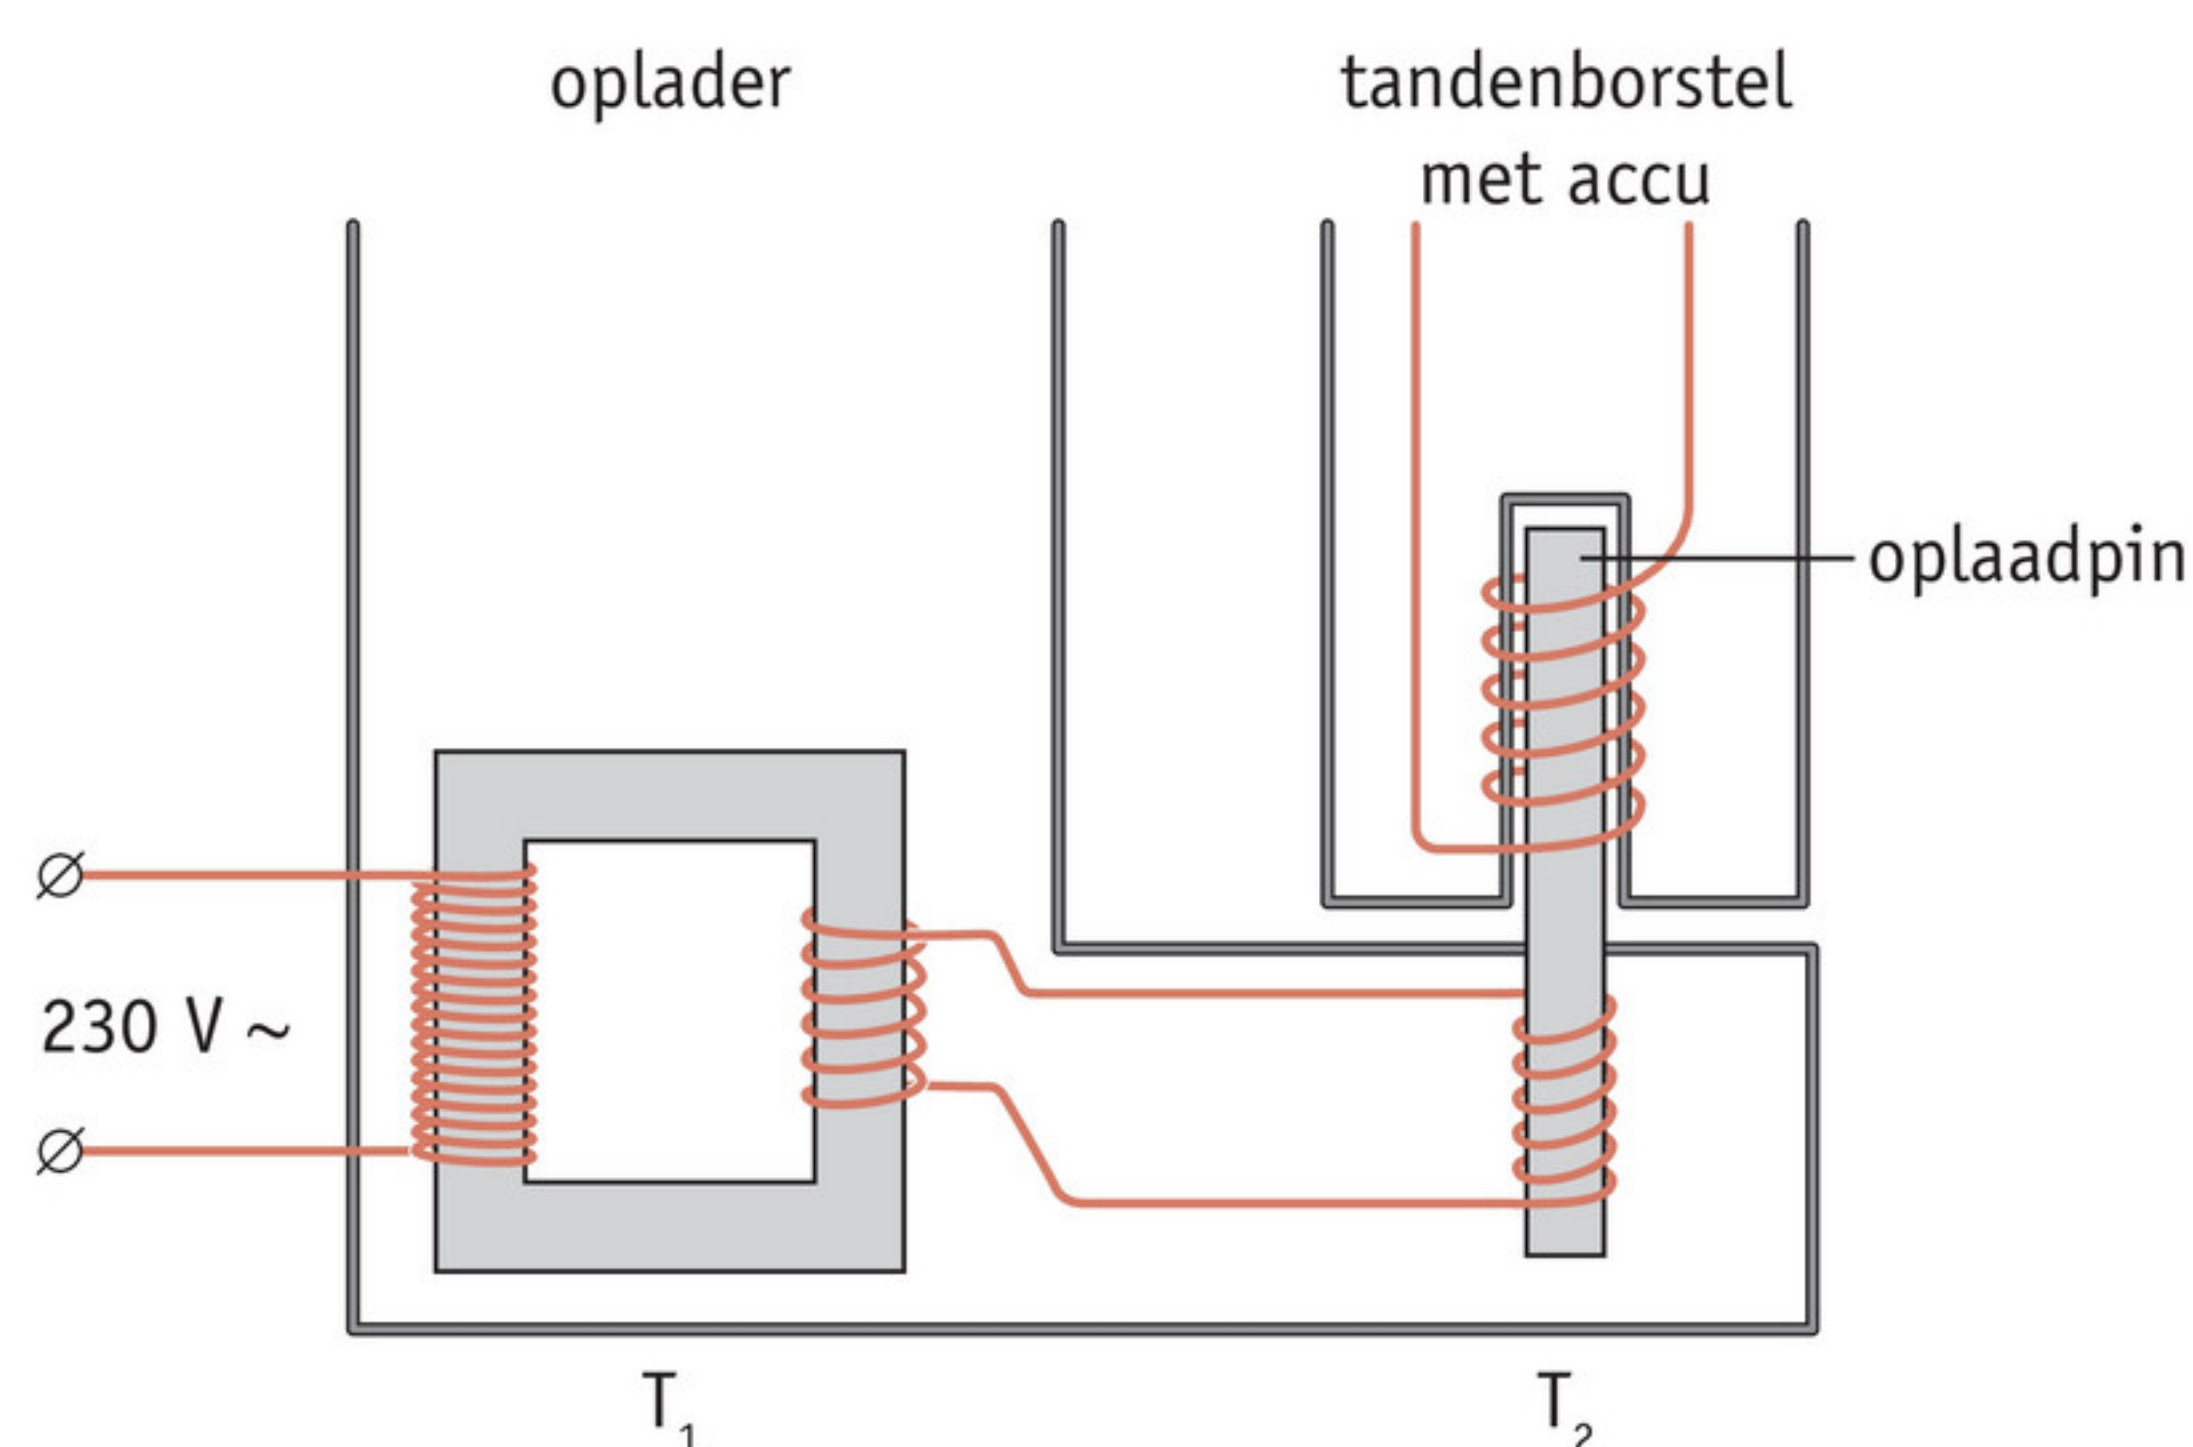 oplader
tandenborstel
met accu
oplaadpin
230 V ~
T1
T2